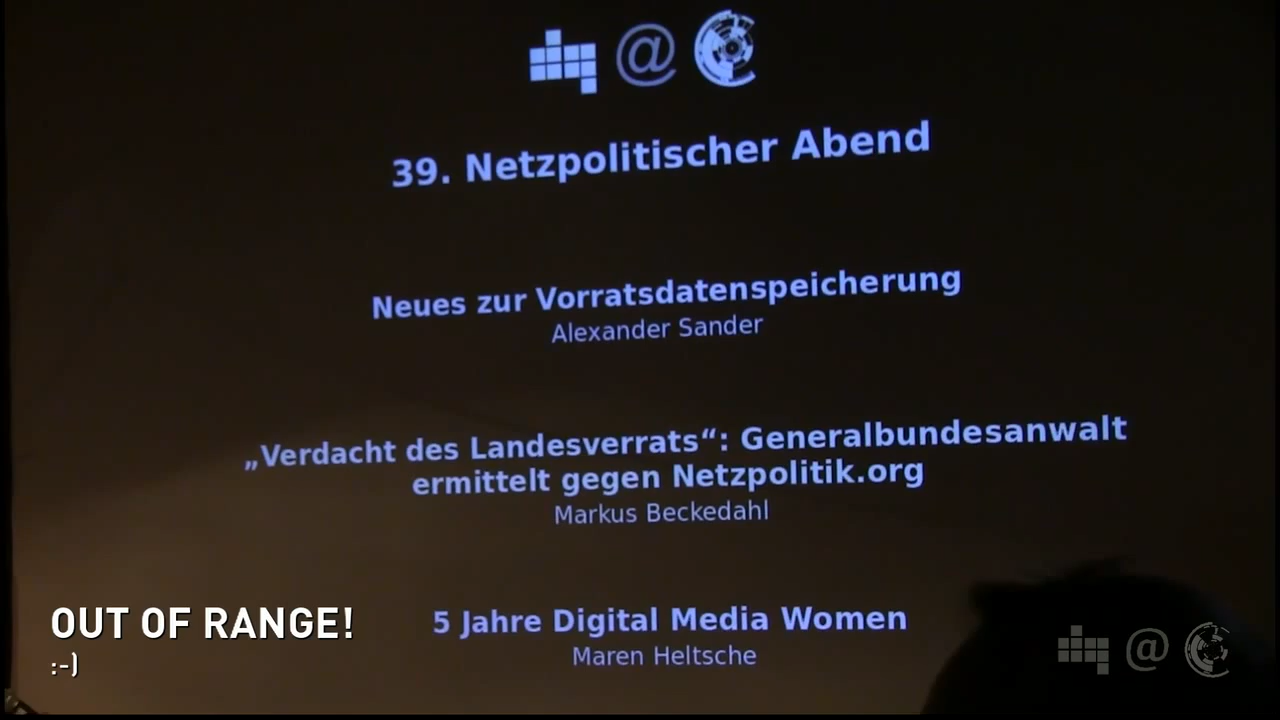 @
39. Netzpolitischer Abend
Neues zur Vorratsdatenspeicherung
Alexander Sander
„Verdacht des Landesverrats“: Generalbundesanwalt
ermittelt gegen Netzpolitik.org
Markus Beckedahl
5 Jahre Digital Media Women
Maren Heltsche
OUT OF RANGE!
:-)
@